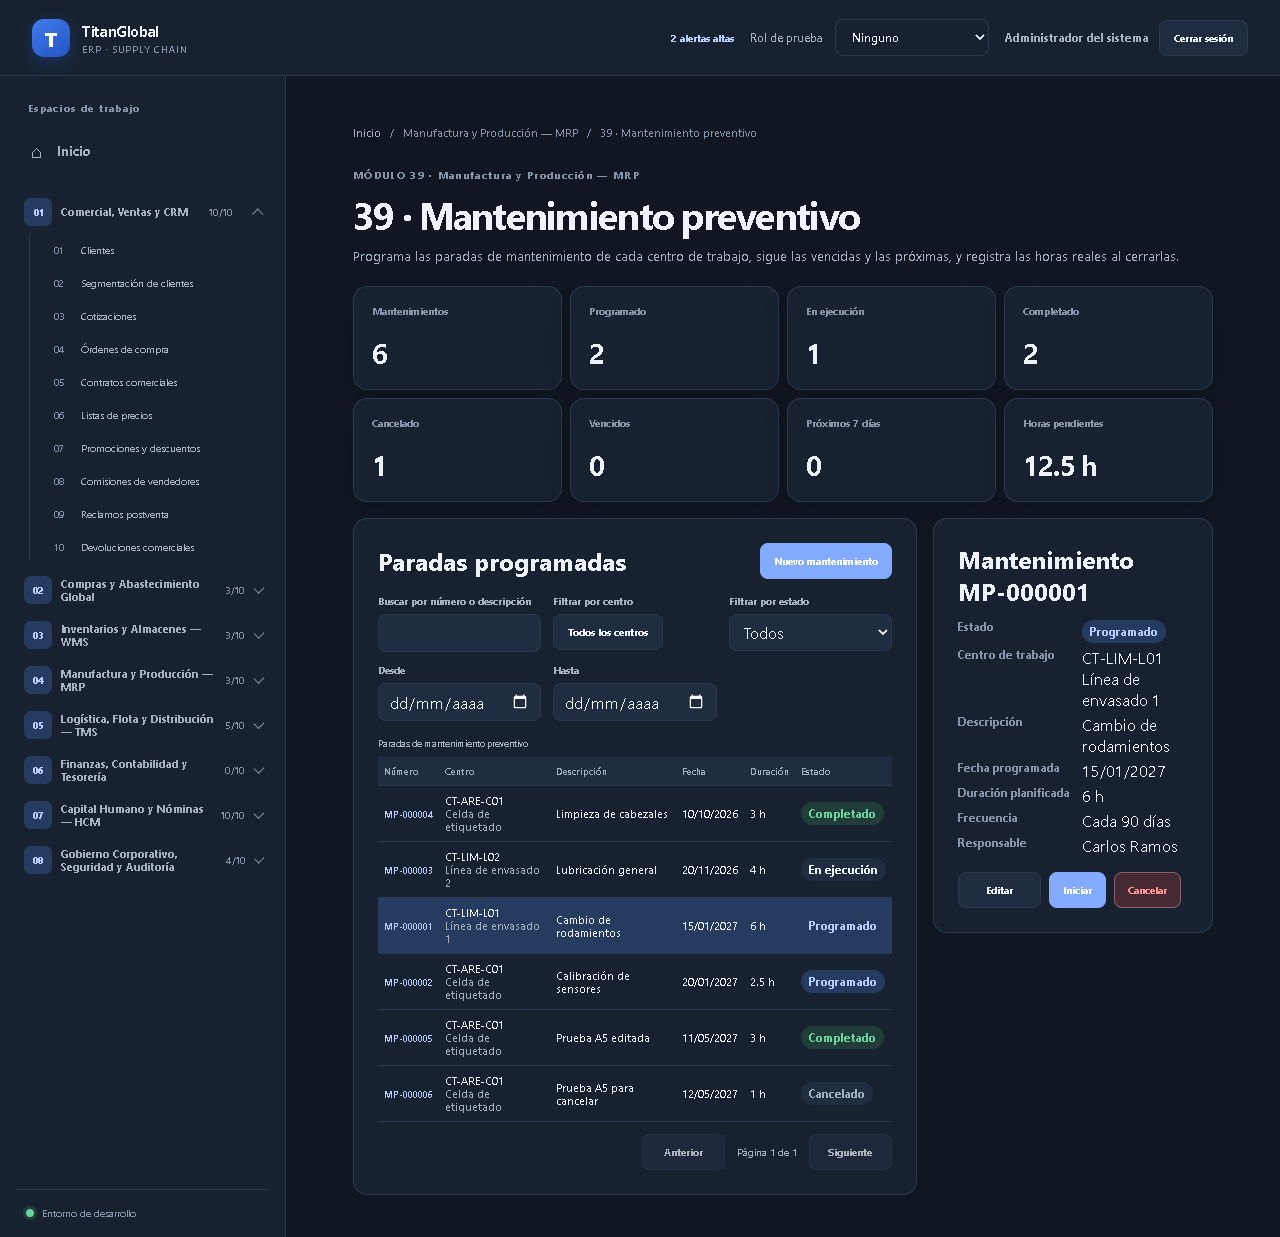 T
TitanGlobal
ERP · SUPPLY CHAIN
2 alertas altas
Rol de prueba
Ninguno
Administrador del sistema
Cerrar sesión
Espacios de trabajo
Inicio
01 Comercial, Ventas y CRM 10/10
01 Clientes
02 Segmentación de clientes
03 Cotizaciones
04 Órdenes de compra
05 Contratos comerciales
06 Listas de precios
07 Promociones y descuentos
08 Comisiones de vendedores
09 Reclamos postventa
10 Devoluciones comerciales
02 Compras y Abastecimiento
Global 3/10
03 Inventarios y Almacenes —
WMS 3/10
04 Manufactura y Producción —
MRP 3/10
05 Logística, Flota y Distribución
— TMS 5/10
06 Finanzas, Contabilidad y
Tesorería 0/10
07 Capital Humano y Nóminas
— HCM 10/10
08 Gobierno Corporativo,
Seguridad y Auditoría 4/10
Entorno de desarrollo
Inicio / Manufactura y Producción — MRP / 39 · Mantenimiento preventivo
MÓDULO 39 · Manufactura y Producción — MRP
39 · Mantenimiento preventivo
Programa las paradas de mantenimiento de cada centro de trabajo, sigue las vencidas y las próximas, y registra las horas reales al cerrarlas.
Mantenimientos
6
Programado
2
En ejecución
1
Completado
2
Cancelado
1
Vencidos
0
Próximos 7 días
0
Horas pendientes
12.5 h
Paradas programadas
Nuevo mantenimiento
Buscar por número o descripción
Filtrar por centro
Todos los centros
Filtrar por estado
Todos
Desde
dd/mm/aaaa
Hasta
dd/mm/aaaa
Paradas de mantenimiento preventivo
Número Centro Descripción Fecha Duración Estado
MP-000004 CT-ARE-C01
Celda de
etiquetado Limpieza de cabezales 10/10/2026 3 h Completado
MP-000003 CT-LIM-L02
Línea de envasado
2 Lubricación general 20/11/2026 4 h En ejecución
MP-000001 CT-LIM-L01
Línea de envasado
1 Cambio de
rodamientos 15/01/2027 6 h Programado
MP-000002 CT-ARE-C01
Celda de
etiquetado Calibración de
sensores 20/01/2027 2.5 h Programado
MP-000005 CT-ARE-C01
Celda de
etiquetado Prueba A5 editada 11/05/2027 3 h Completado
MP-000006 CT-ARE-C01
Celda de
etiquetado Prueba A5 para
cancelar 12/05/2027 1 h Cancelado
Anterior Página 1 de 1 Siguiente
Mantenimiento
MP-000001
Estado Programado
Centro de trabajo CT-LIM-L01
Línea de
envasado 1
Descripción Cambio de
rodamientos
Fecha programada 15/01/2027
Duración planificada 6 h
Frecuencia Cada 90 días
Responsable Carlos Ramos
Editar Iniciar Cancelar